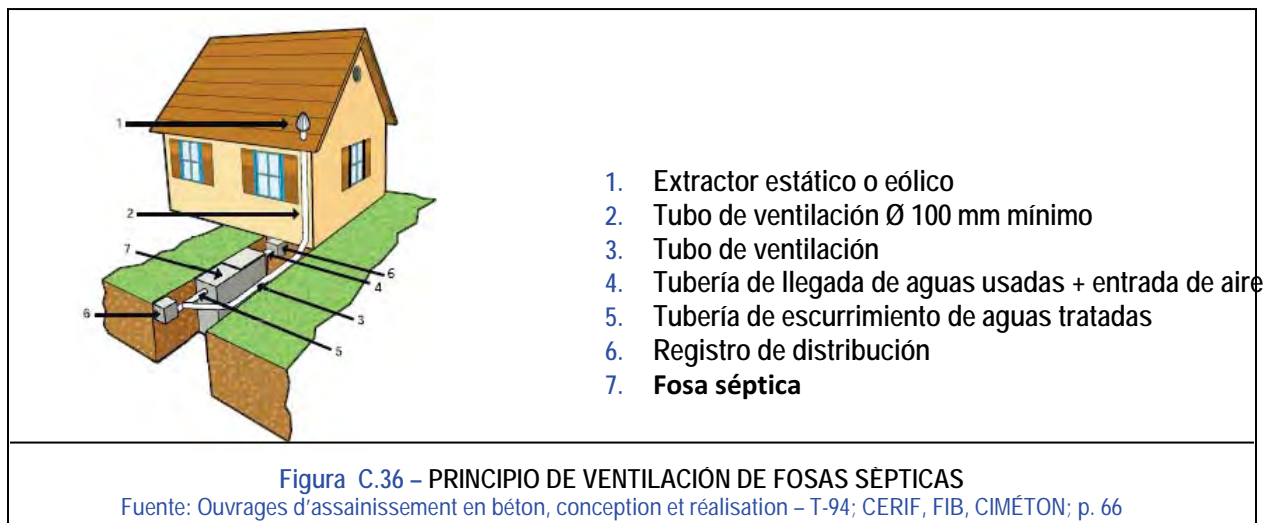 1
2
7
6
4
6
3
5
1. Extractor estático o eólico
2. Tubo de ventilación Ø 100 mm mínimo
3. Tubo de ventilación
4. Tubería de llegada de aguas usadas + entrada de aire
5. Tubería de escurrimiento de aguas tratadas
6. Registro de distribución
7. Fosa séptica
Figura C.36 – PRINCIPIO DE VENTILACIÓN DE FOSAS SÈPTICAS
Fuente: Ouvrages d'assainissement en béton, conception et réalisation – T-94; CERIF, FIB, CIMÉTON; p. 66